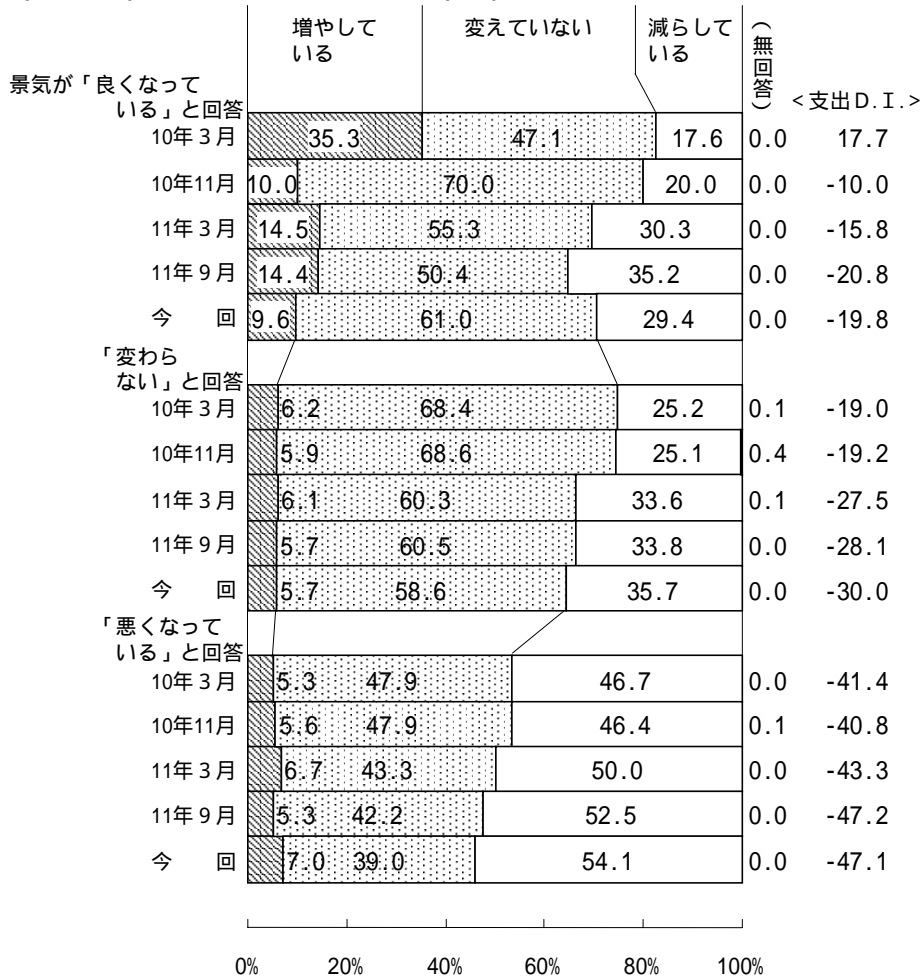 増やして
いる
変えていない
減らして
いる
（無回答）
＜支出Ｄ.Ｉ.＞
景気が「良くなって
いる」と回答
10年３月 35.3 47.1 17.6 0.0 17.7
10年11月 10.0 70.0 20.0 0.0 -10.0
11年３月 14.5 55.3 30.3 0.0 -15.8
11年９月 14.4 50.4 35.2 0.0 -20.8
今　　回 9.6 61.0 29.4 0.0 -19.8
「変わら
ない」と回答
10年３月 6.2 68.4 25.2 0.1 -19.0
10年11月 5.9 68.6 25.1 0.4 -19.2
11年３月 6.1 60.3 33.6 0.1 -27.5
11年９月 5.7 60.5 33.8 0.0 -28.1
今　　回 5.7 58.6 35.7 0.0 -30.0
「悪くなって
いる」と回答
10年３月 5.3 47.9 46.7 0.0 -41.4
10年11月 5.6 47.9 46.4 0.1 -40.8
11年３月 6.7 43.3 50.0 0.0 -43.3
11年９月 5.3 42.2 52.5 0.0 -47.2
今　　回 7.0 39.0 54.1 0.0 -47.1
0% 20% 40% 60% 80% 100%